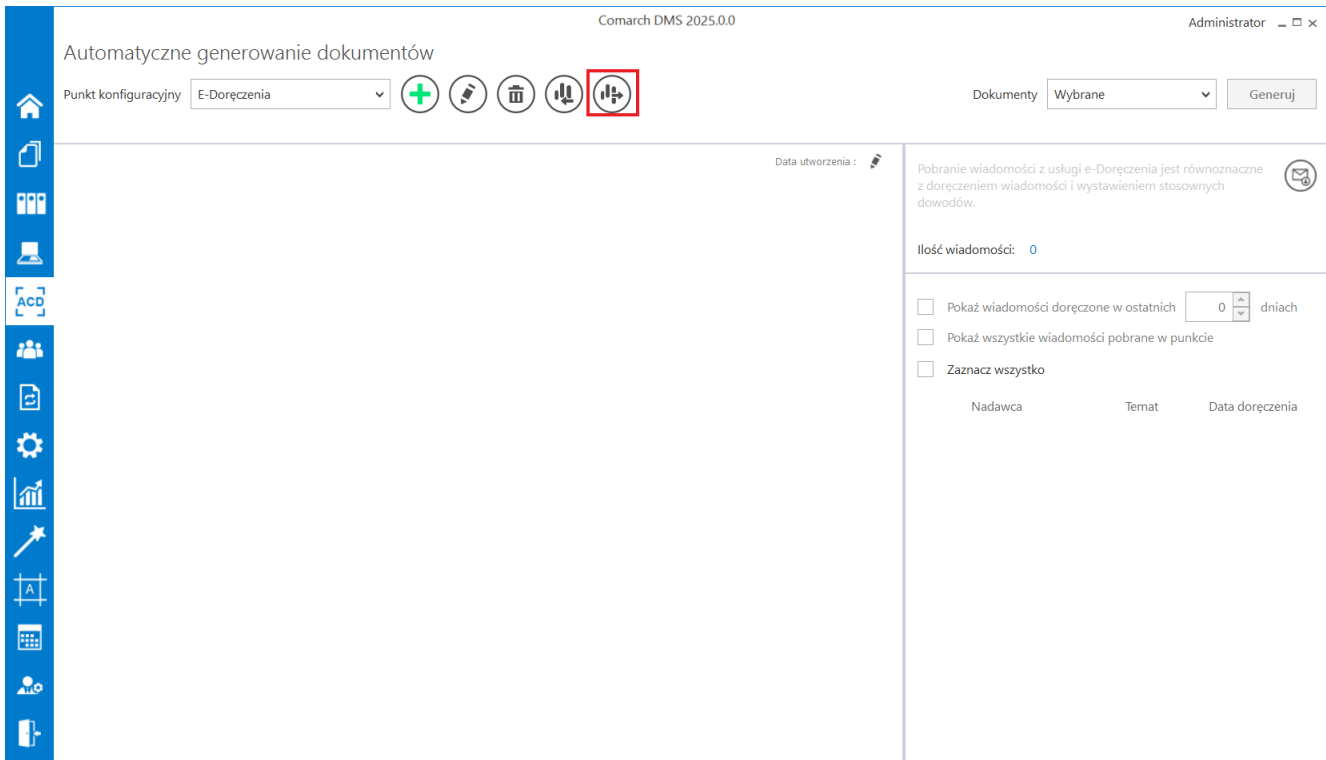 Comarch DMS 2025.0.0
Administrator
Automatyczne generowanie dokumentów
Punkt konfiguracyjny E-Doręczenia Dokumenty Wybrane Generuj
Data utworzenia :
Pobranie wiadomości z usługi e-Doręczenia jest równoznaczne
z doręczeniem wiadomości i wystawieniem stosownych
dowodów.
Ilość wiadomości: 0
ACD
Pokaż wiadomości doręczone w ostatnich 0 dniach
Pokaż wszystkie wiadomości pobrane w punkcie
Zaznacz wszystko
Nadawca Temat Data doręczenia
A